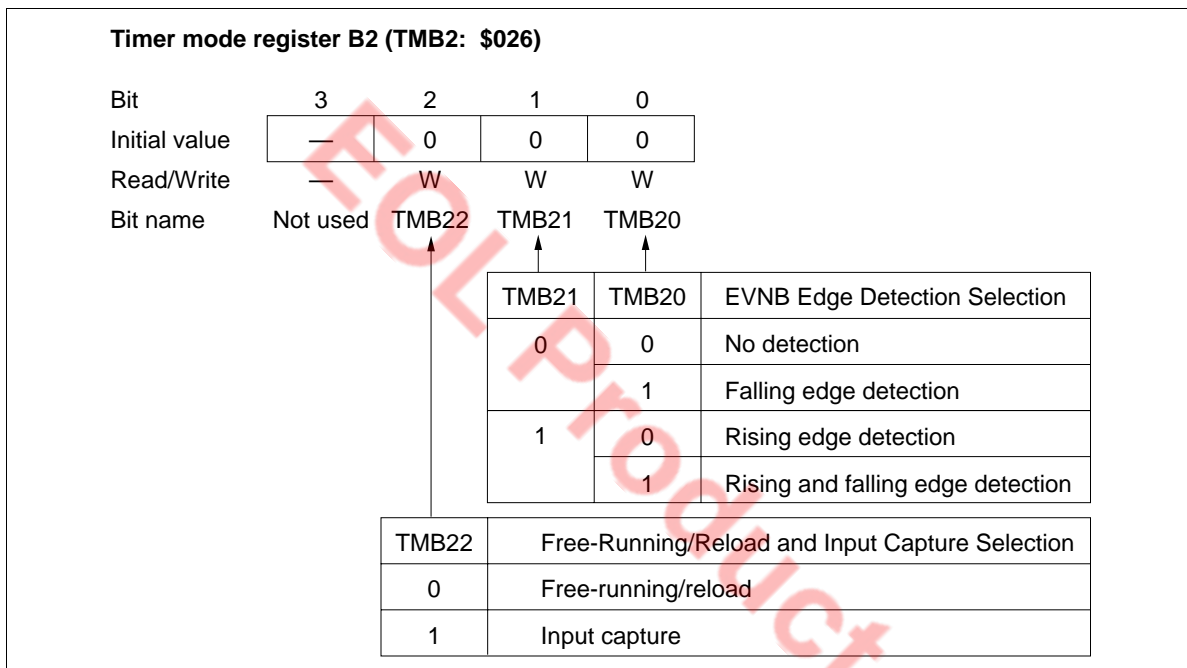 Timer mode register B2 (TMB2: $026)
Bit 3 2 1 0
Initial value — 0 0 0
Read/Write — W W W
Bit name Not used TMB22 TMB21 TMB20
TMB21 TMB20 EVNB Edge Detection Selection
0 0 No detection
1 Falling edge detection
1 0 Rising edge detection
1 Rising and falling edge detection
TMB22 Free-Running/Reload and Input Capture Selection
0 Free-running/reload
1 Input capture
EOL Product